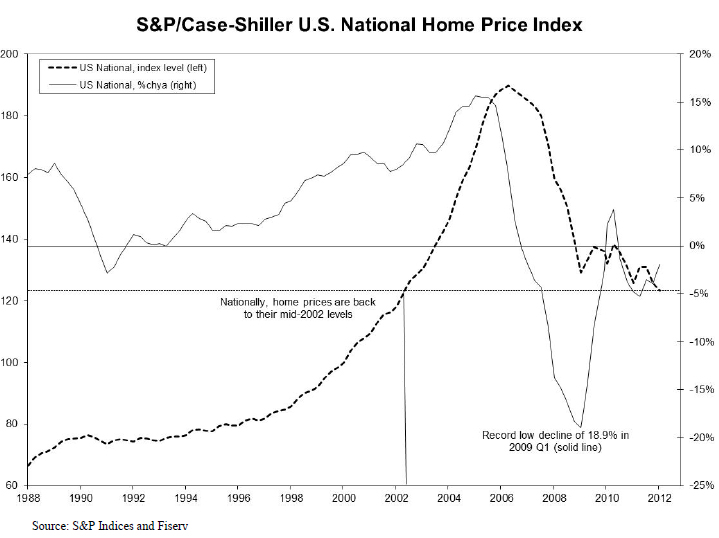 S&P/Case-Shiller U.S. National Home Price Index
200
180
160
140
120
100
80
60
20%
15%
10%
5%
0%
-5%
-10%
-15%
-20%
-25%
US National, index level (left)
US National, %chya (right)
Nationally, home prices are back
to their mid-2002 levels
Record low decline of 18.9% in
2009 Q1 (solid line)
1988 1990 1992 1994 1996 1998 2000 2002 2004 2006 2008 2010 2012
Source: S&P Indices and Fiserv